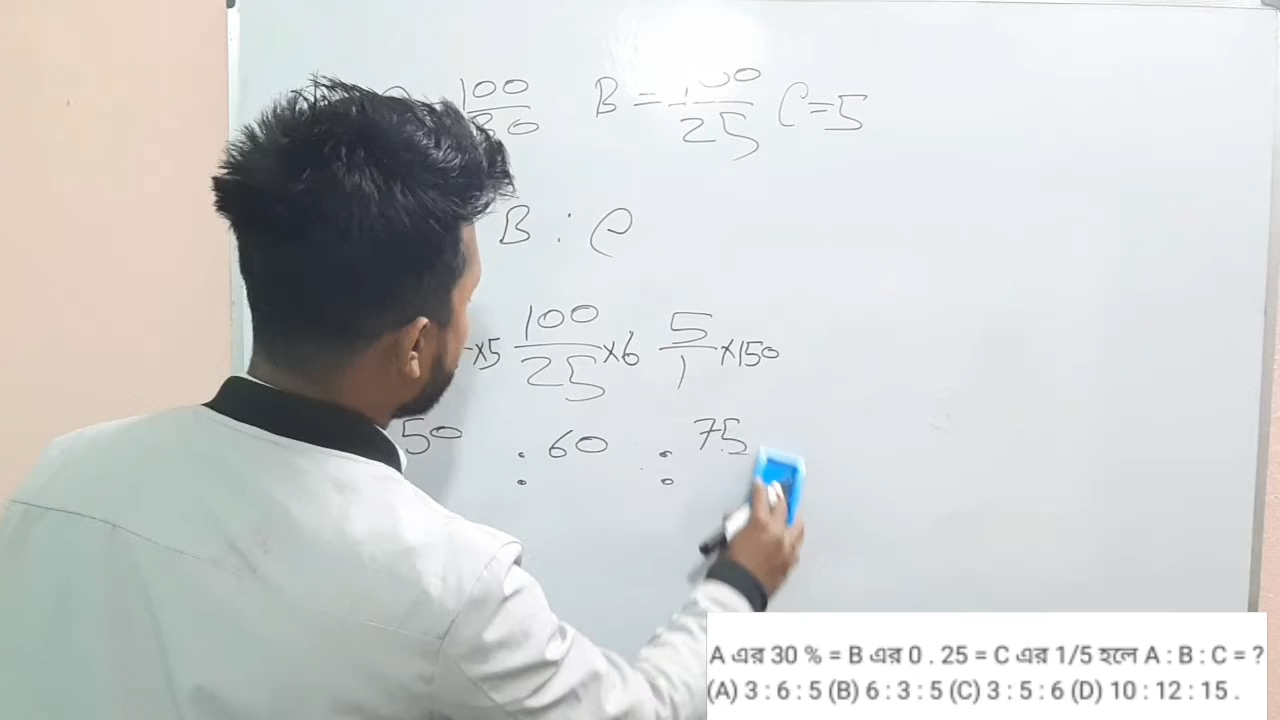 100/30 B = 100/25 C = 5
B : C
×5 100/25 ×6 5/1 ×150
50 : 60 : 75
A এর 30 % = B এর 0 . 25 = C এর 1/5 হলে A : B : C = ?
(A) 3 : 6 : 5 (B) 6 : 3 : 5 (C) 3 : 5 : 6 (D) 10 : 12 : 15 .